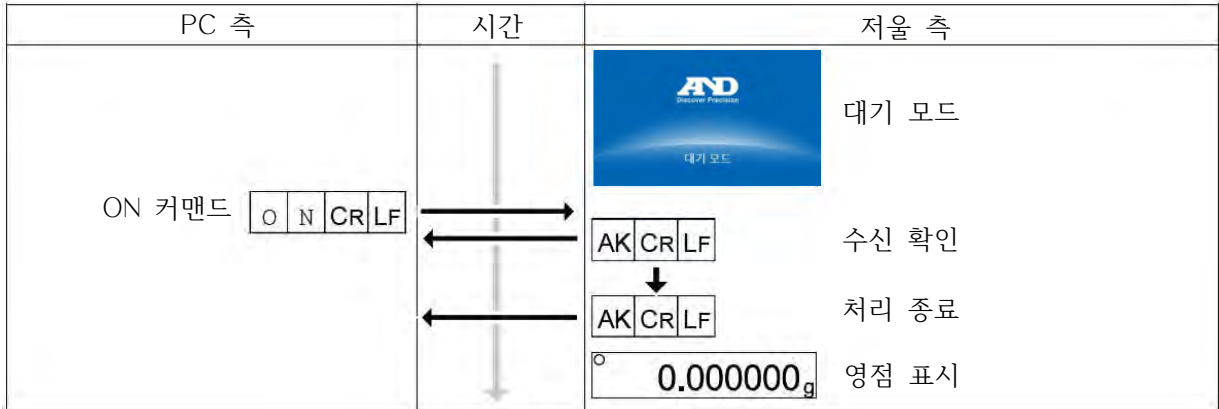 PC 측 시간 저울 측
AND
Discover Precision
대기 모드
대기 모드
ON 커맨드 O N CR LF
AK CR LF 수신 확인
AK CR LF 처리 종료
0.000000 g 영점 표시